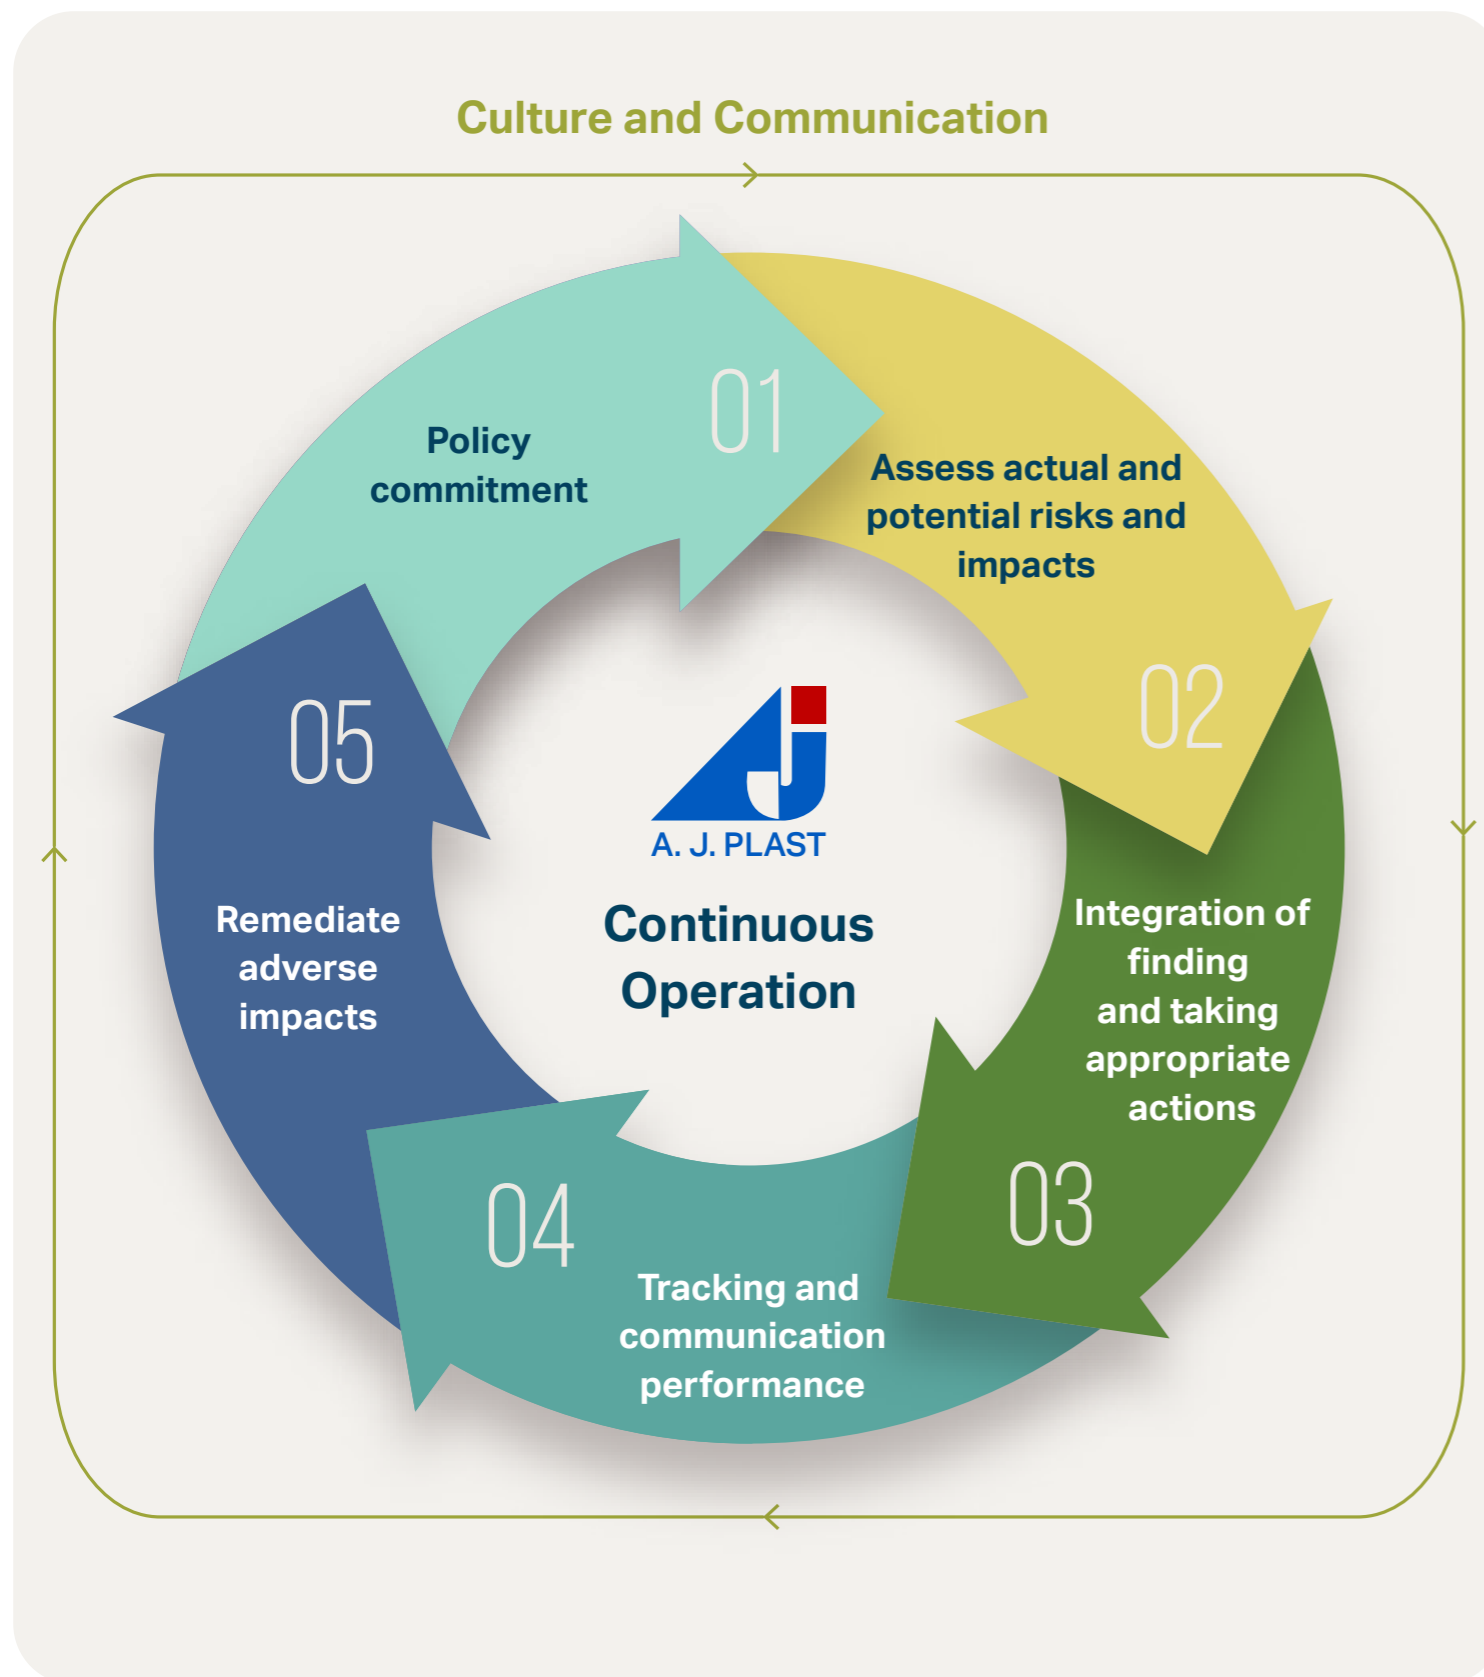 Culture and Communication
01
Policy
commitment
Assess actual and
potential risks and
impacts
02
Integration of
finding
and taking
appropriate
actions
03
04
Tracking and
communication
performance
05
Remediate
adverse
impacts
A. J. PLAST
Continuous
Operation